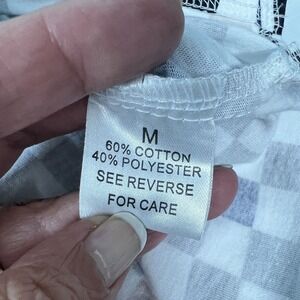 M
60% COTTON
40% POLYESTER
SEE REVERSE
FOR CARE